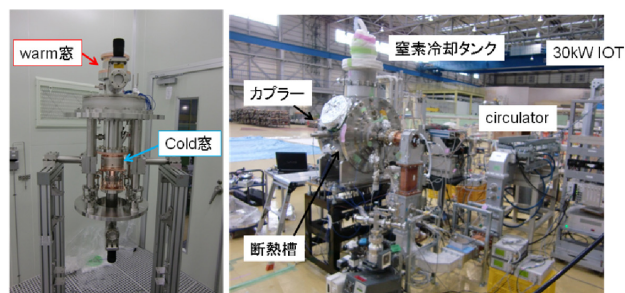 warm窓
Cold窓
窒素冷却タンク
30kW IOT
カプラー
circulator
断熱槽